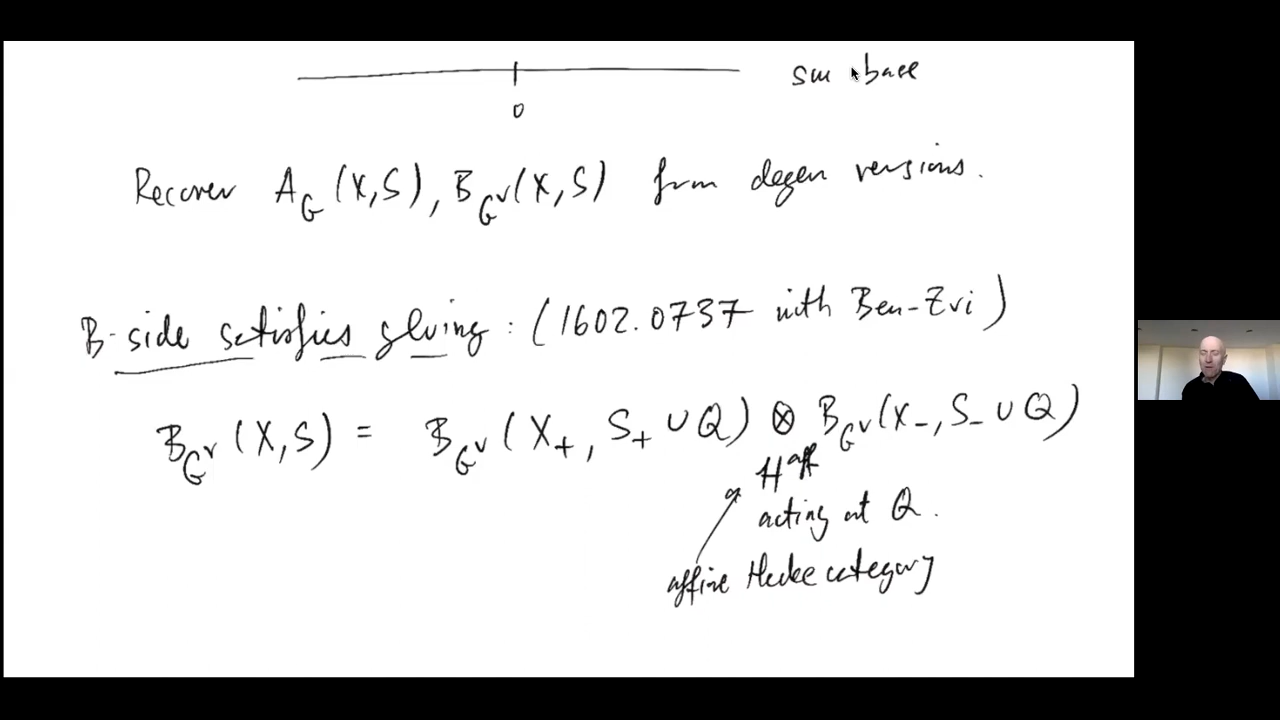 sm base
0
Recover A_G (X,S), B_{G^∨}(X,S) from degen versions.
B-side satisfies gluing: (1602.0737 with Ben-Zvi)
B_{G^∨}(X,S) = B_{G^∨}(X_+, S_+ ∪ Q) ⊗ B_{G^∨}(X_-, S_- ∪ Q)
H^{aff}
acting at Q.
affine Hecke category